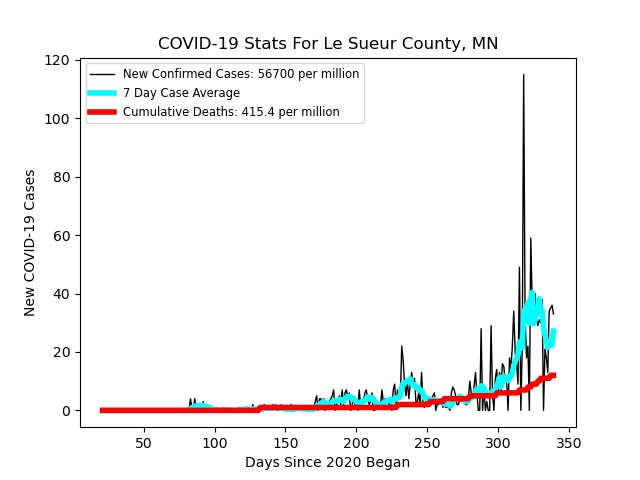 COVID-19 Stats For Le Sueur County, MN
New Confirmed Cases: 56700 per million
7 Day Case Average
Cumulative Deaths: 415.4 per million
New COVID-19 Cases
120
100
80
60
40
20
0
50 100 150 200 250 300 350
Days Since 2020 Began